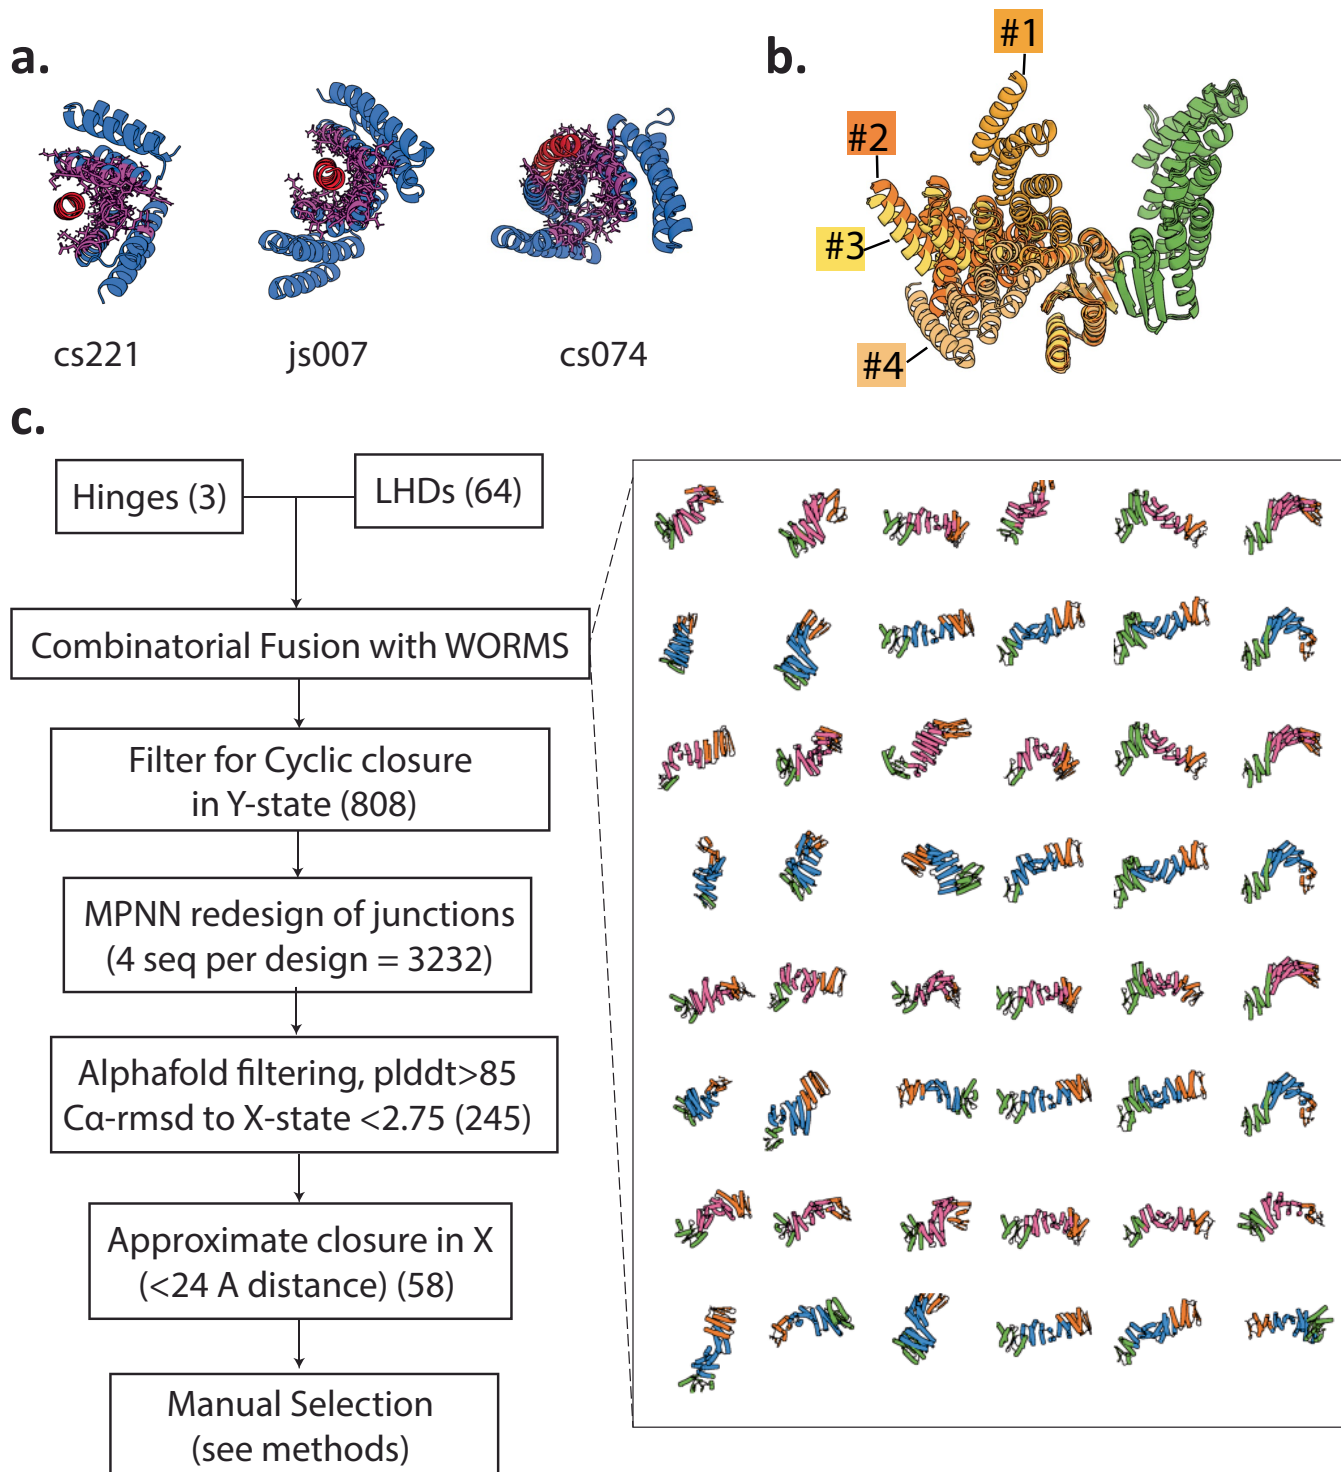 a.
cs221
js007
cs074
b.
#1
#2
#3
#4
c.
Hinges (3)
LHDs (64)
Combinatorial Fusion with WORMS
Filter for Cyclic closure
in Y-state (808)
MPNN redesign of junctions
(4 seq per design = 3232)
Alphafold filtering, plddt>85
Cα-rmsd to X-state <2.75 (245)
Approximate closure in X
(<24 A distance) (58)
Manual Selection
(see methods)